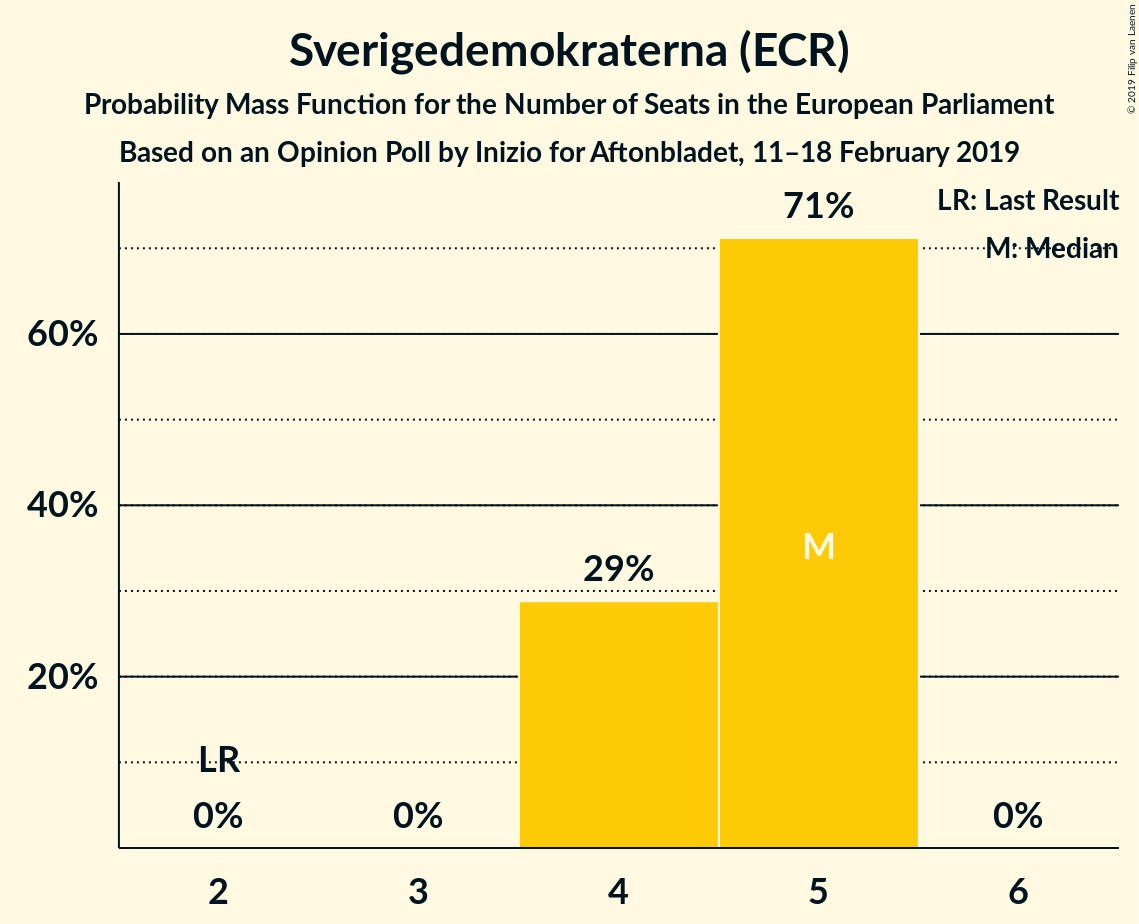 Sverigedemokraterna (ECR)
Probability Mass Function for the Number of Seats in the European Parliament
Based on an Opinion Poll by Inizio for Aftonbladet, 11–18 February 2019
© 2019 Filip van Laenen
LR: Last Result
M: Median
71%
60%
40%
29%
M
20%
LR
0%
0%
0%
2
3
4
5
6